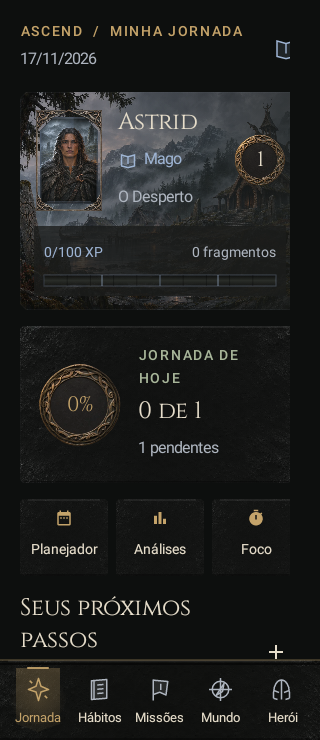 ASCEND / MINHA JORNADA
17/11/2026
ASTRID
Mago
1
O Desperto
0/100 XP
0 fragmentos
JORNADA DE
HOJE
0%
0 DE 1
1 pendentes
Planejador
Análises
Foco
SEUS PRÓXIMOS
PASSOS
+
Jornada
Hábitos
Missões
Mundo
Herói